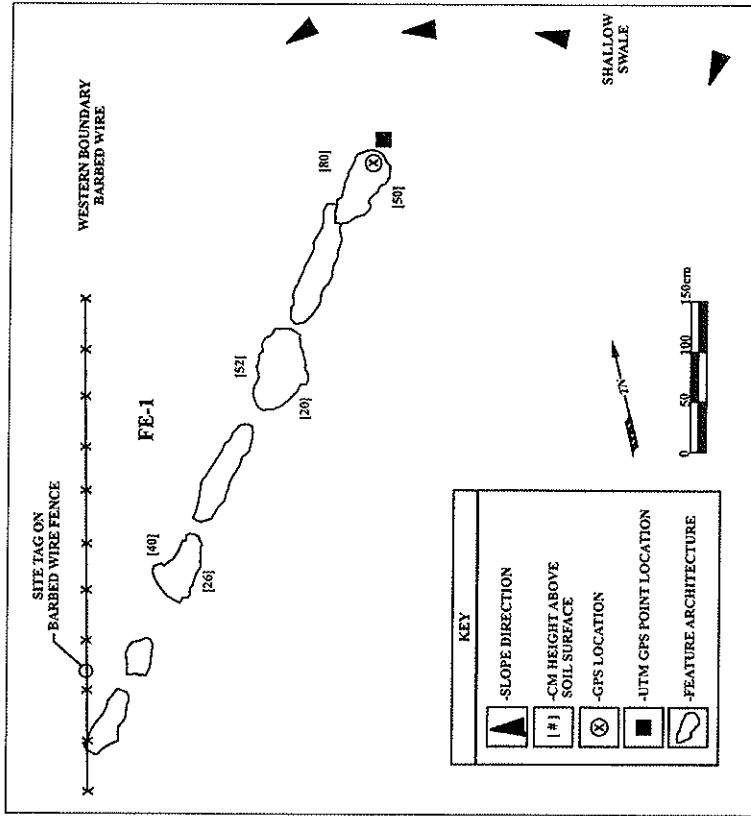 WESTERN BOUNDARY
BARBED WIRE
SITE TAG ON
BARBED WIRE FENCE
FE-1
[80]
[50]
[52]
[20]
[40]
[26]
SHALLOW
SWALE
0 50 100 150cm
KEY
-SLOPE DIRECTION
[#] -CM HEIGHT ABOVE
SOIL SURFACE
-GPS LOCATION
-UTM GPS POINT LOCATION
-FEATURE ARCHITECTURE